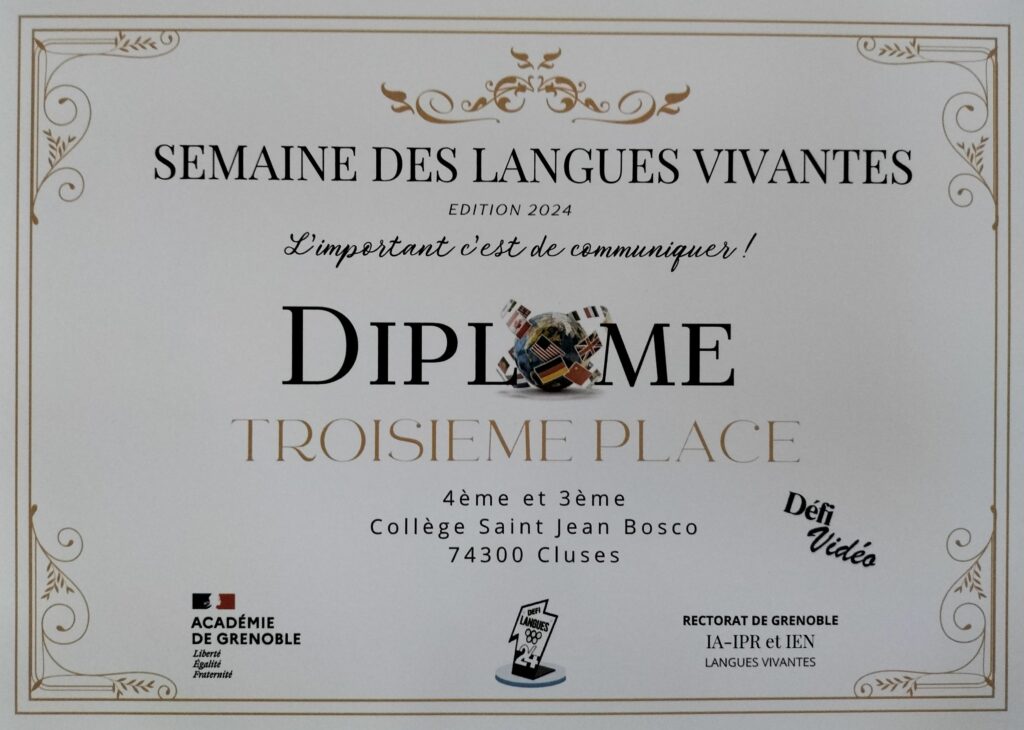 SEMAINE DES LANGUES VIVANTES
EDITION 2024
L'important c'est de communiquer !
DIPLOME
TROISIEME PLACE
4ème et 3ème
Collège Saint Jean Bosco
74300 Cluses
Défi
Vidéo
ACADÉMIE
DE GRENOBLE
Liberté
Égalité
Fraternité
DEFI
LANGUES
24
RECTORAT DE GRENOBLE
IA-IPR et IEN
LANGUES VIVANTES